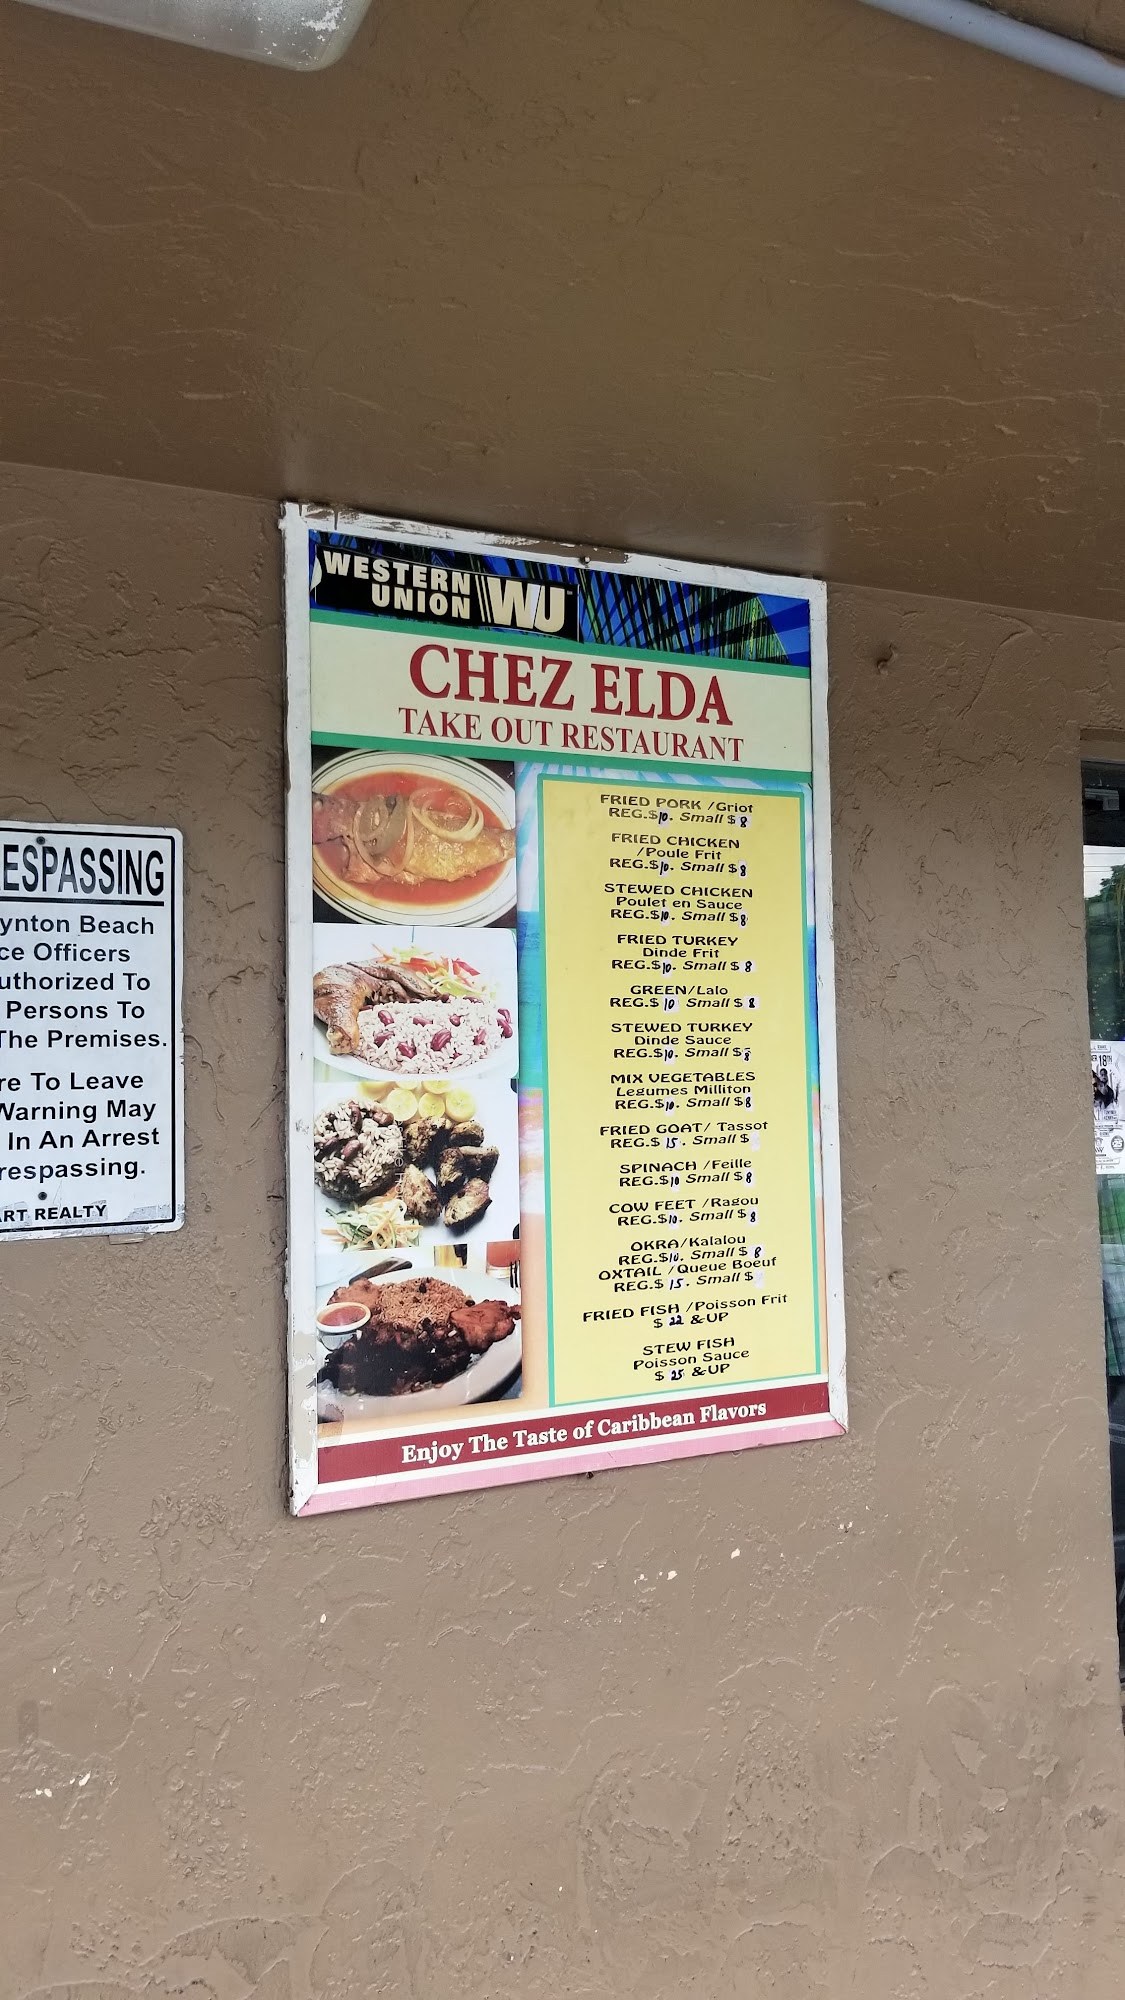 WESTERN
UNION WU
CHEZ ELDA
TAKE OUT RESTAURANT
FRIED PORK /Griot
REG.$10. Small $8
FRIED CHICKEN
/Poule Frit
REG.$10. Small $8
STEWED CHICKEN
Poulet en Sauce
REG.$10. Small $8
FRIED TURKEY
Dinde Frit
REG.$10. Small $8
GREEN/Lalo
REG.$10 Small $8
STEWED TURKEY
Dinde Sauce
REG.$10. Small $8
MIX VEGETABLES
Legumes Milliton
REG.$10. Small $8
FRIED GOAT/ Tassot
REG.$ 15. Small $
SPINACH /Feille
REG.$10 Small $8
COW FEET /Ragou
REG.$10. Small $8
OKRA/Kalalou
REG.$10. Small $8
OXTAIL /Queue Boeuf
REG.$ 15. Small $
FRIED FISH /Poisson Frit
$ 22 &UP
STEW FISH
Poisson Sauce
$ 25 &UP
Enjoy The Taste of Caribbean Flavors
ESPASSING
ynton Beach
ce Officers
uthorized To
Persons To
The Premises.
re To Leave
Warning May
In An Arrest
respassing.
ART REALTY
18TH